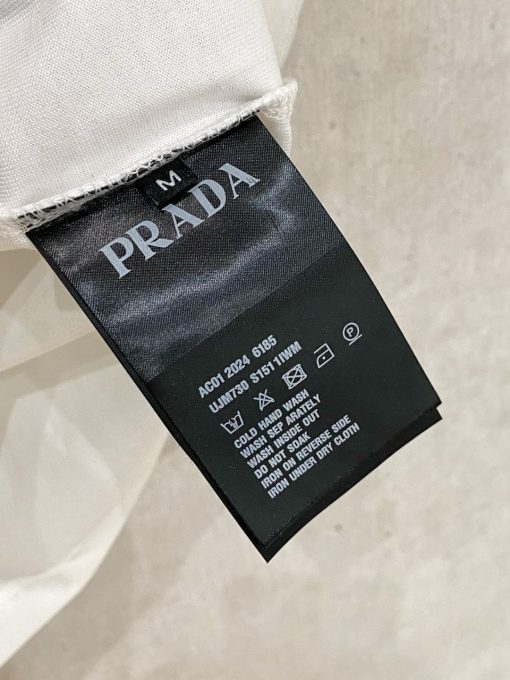 M
PRADA
AC01 2024 6185
UJM730 S151 1IWM
P
COLD HAND WASH
WASH SEP ARATELY
WASH INSIDE OUT
DO NOT SOAK
IRON ON REVERSE SIDE
IRON UNDER DRY CLOTH